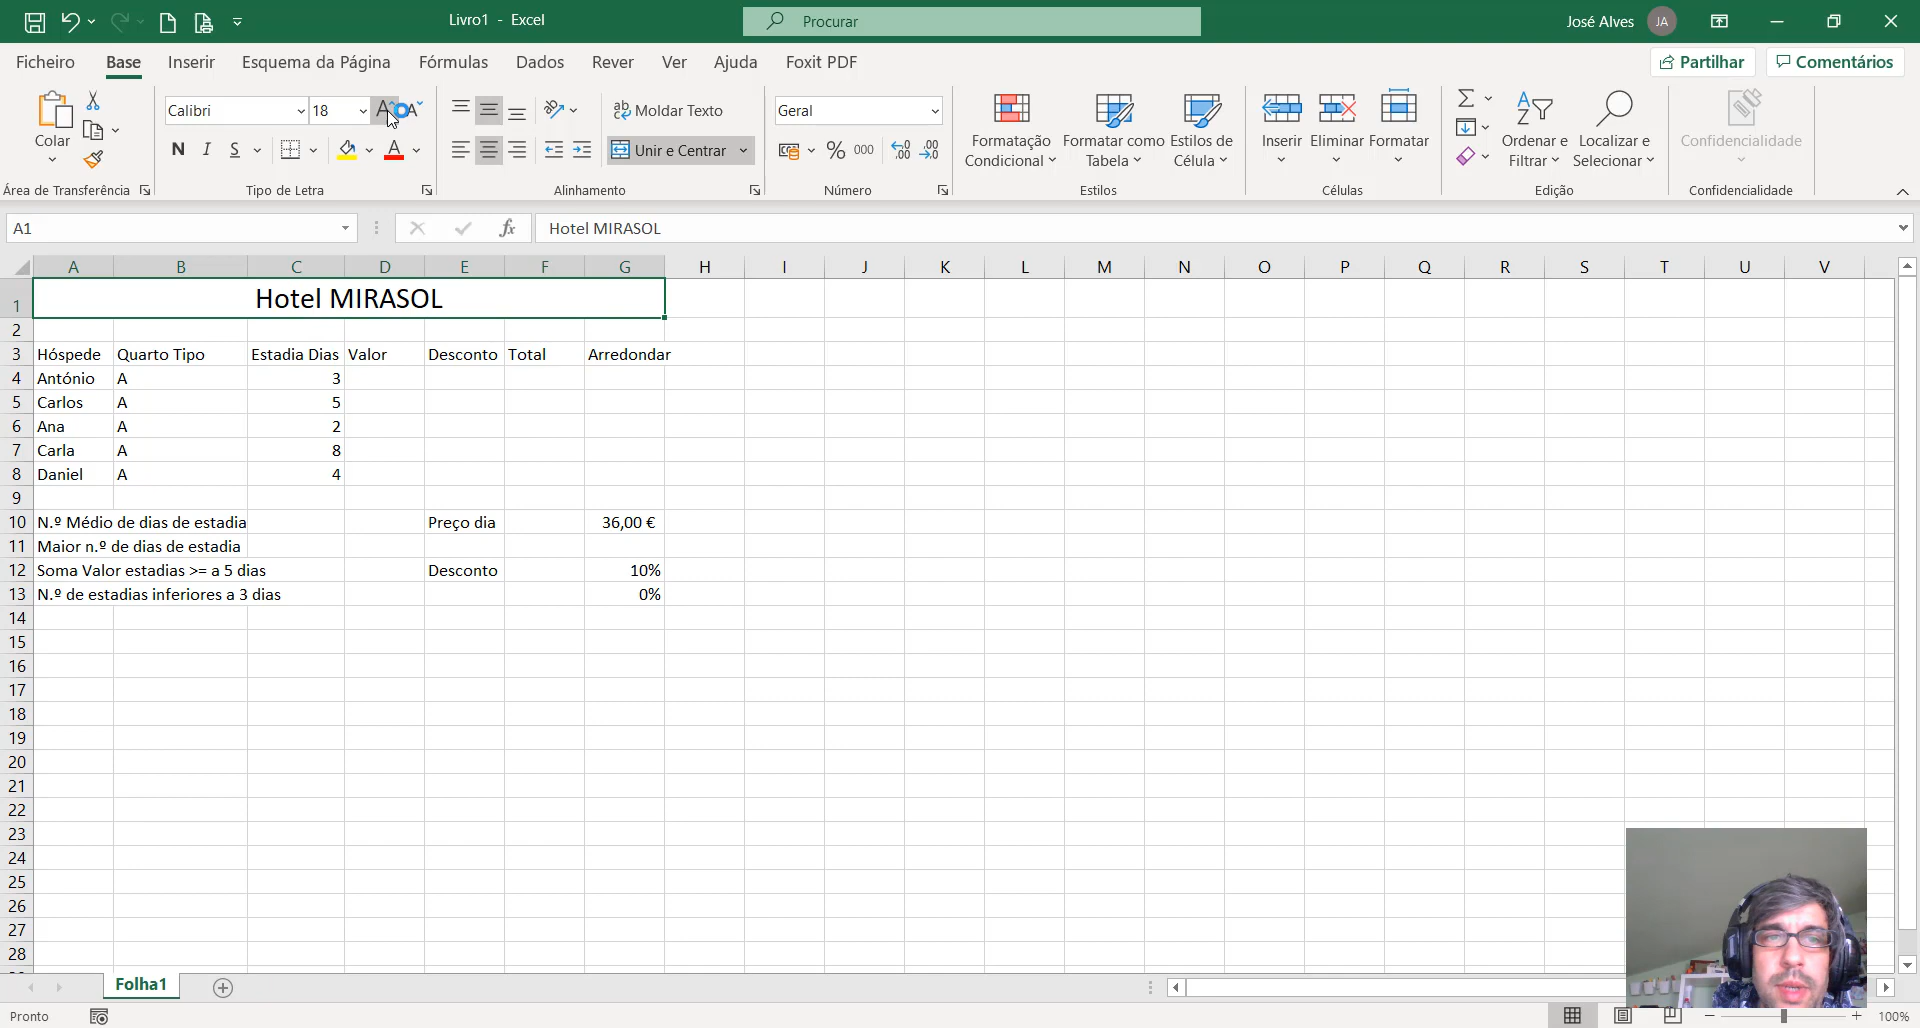 Livro1 - Excel
Procurar
José Alves JA
Ficheiro Base Inserir Esquema da Página Fórmulas Dados Rever Ver Ajuda Foxit PDF
Partilhar Comentários
Colar
Área de Transferência
Calibri 18
N I S
Tipo de Letra
Moldar Texto
Unir e Centrar
Alinhamento
Geral
% 000
Número
Formatação Condicional
Formatar como Tabela
Estilos de Célula
Estilos
Inserir Eliminar Formatar
Células
Ordenar e Filtrar
Localizar e Selecionar
Edição
Confidencialidade
Confidencialidade
A1 fx Hotel MIRASOL
A B C D E F G H I J K L M N O P Q R S T U V
1 Hotel MIRASOL
2
3 Hóspede Quarto Tipo Estadia Dias Valor Desconto Total Arredondar
4 António A 3
5 Carlos A 5
6 Ana A 2
7 Carla A 8
8 Daniel A 4
9
10 N.º Médio de dias de estadia Preço dia 36,00 €
11 Maior n.º de dias de estadia
12 Soma Valor estadias >= a 5 dias Desconto 10%
13 N.º de estadias inferiores a 3 dias 0%
14
15
16
17
18
19
20
21
22
23
24
25
26
27
28
Folha1
Pronto
100%